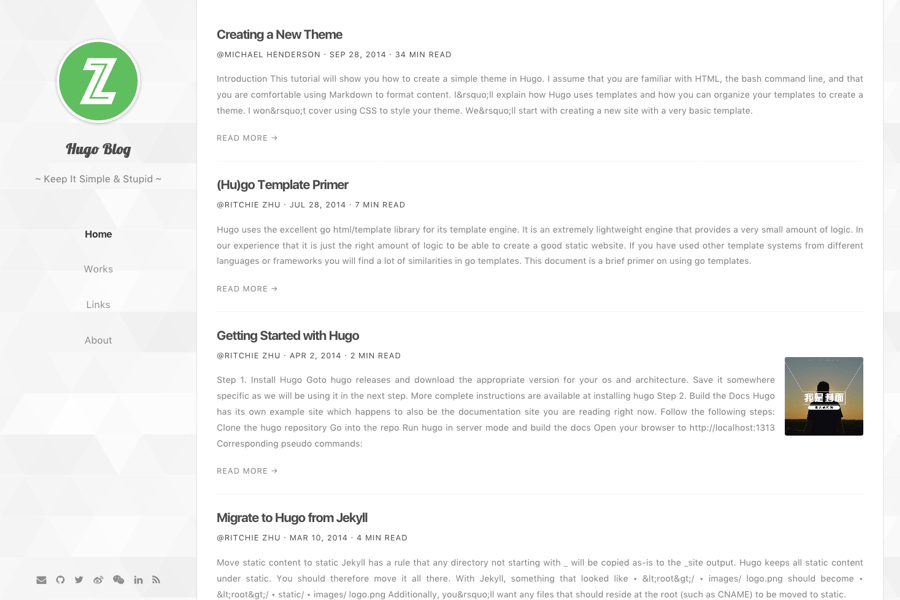 Z
Hugo Blog
~ Keep It Simple & Stupid ~
Home
Works
Links
About
Creating a New Theme
@MICHAEL HENDERSON · SEP 28, 2014 · 34 MIN READ
Introduction This tutorial will show you how to create a simple theme in Hugo. I assume that you are familiar with HTML, the bash command line, and that
you are comfortable using Markdown to format content. I&rsquo;ll explain how Hugo uses templates and how you can organize your templates to create a
theme. I won&rsquo;t cover using CSS to style your theme. We&rsquo;ll start with creating a new site with a very basic template.
READ MORE →
(Hu)go Template Primer
@RITCHIE ZHU · JUL 28, 2014 · 7 MIN READ
Hugo uses the excellent go html/template library for its template engine. It is an extremely lightweight engine that provides a very small amount of logic. In
our experience that it is just the right amount of logic to be able to create a good static website. If you have used other template systems from different
languages or frameworks you will find a lot of similarities in go templates. This document is a brief primer on using go templates.
READ MORE →
Getting Started with Hugo
@RITCHIE ZHU · APR 2, 2014 · 2 MIN READ
Step 1. Install Hugo Goto hugo releases and download the appropriate version for your os and architecture. Save it somewhere
specific as we will be using it in the next step. More complete instructions are available at installing hugo Step 2. Build the Docs Hugo
has its own example site which happens to also be the documentation site you are reading right now. Follow the following steps:
Clone the hugo repository Go into the repo Run hugo in server mode and build the docs Open your browser to http://localhost:1313
Corresponding pseudo commands:
我是封面
READ MORE →
Migrate to Hugo from Jekyll
@RITCHIE ZHU · MAR 10, 2014 · 4 MIN READ
Move static content to static Jekyll has a rule that any directory not starting with _ will be copied as-is to the _site output. Hugo keeps all static content
under static. You should therefore move it all there. With Jekyll, something that looked like ▾ &lt;root&gt;/ ▾ images/ logo.png should become ▾
&lt;root&gt;/ ▾ static/ ▾ images/ logo.png Additionally, you&rsquo;ll want any files that should reside at the root (such as CNAME) to be moved to static.